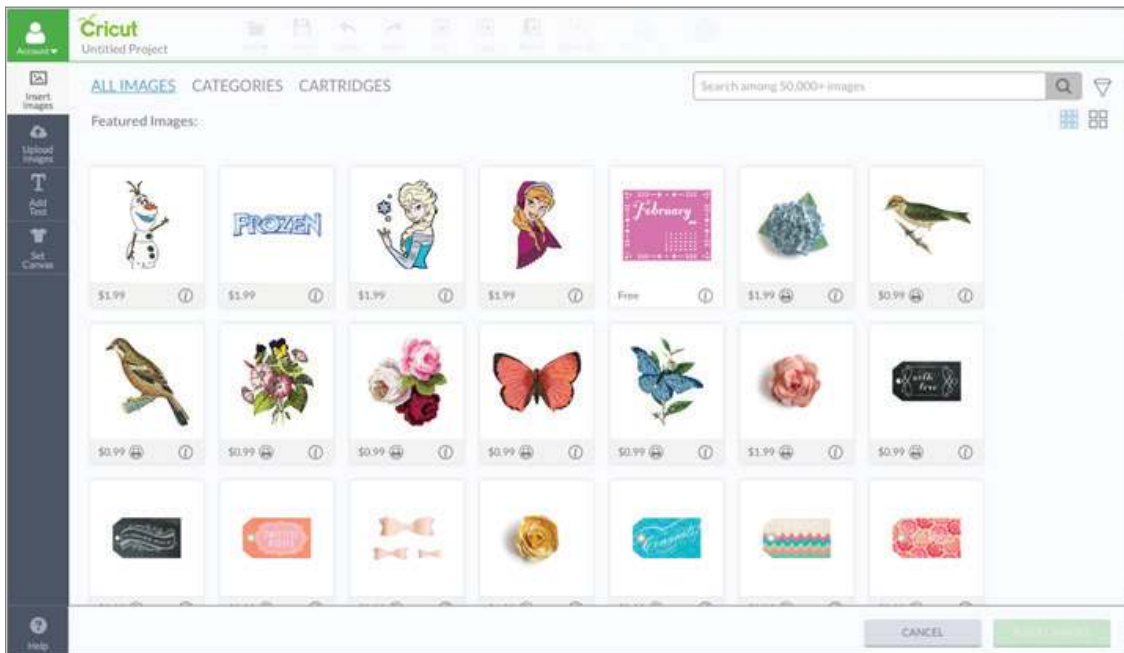 Account
Cricut
Untitled Project
Insert
Images
Upload
Images
T
Add
Text
Set
Canvas
Help
ALL IMAGES CATEGORIES CARTRIDGES
Search among 50,000+ images
Featured Images:
FROZEN
February
$1.99 $1.99 $1.99 $1.99 Free $1.99 $0.99
with
love
$0.99 $0.99 $0.99 $0.99 $0.99 $1.99 $0.99
CANCEL